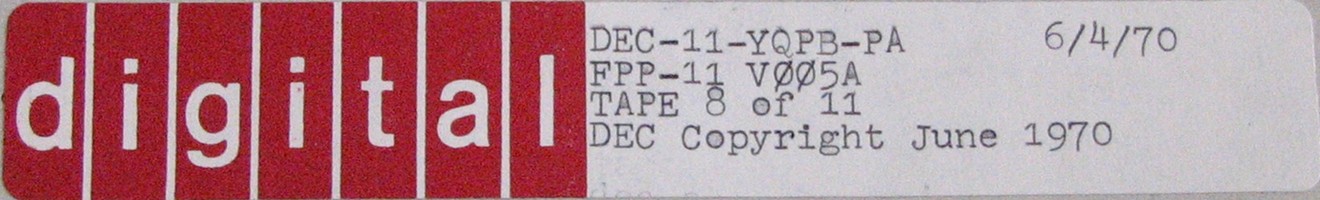 digital
DEC-11-YQPB-PA 6/4/70
FPP-11 VØØ5A
TAPE 8 of 11
DEC Copyright June 1970